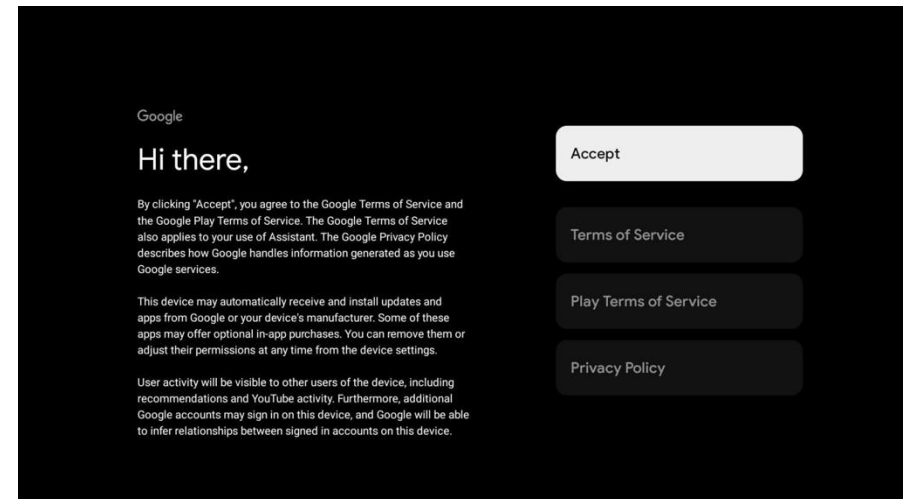 Google
Hi there,
By clicking "Accept", you agree to the Google Terms of Service and
the Google Play Terms of Service. The Google Terms of Service
also applies to your use of Assistant. The Google Privacy Policy
describes how Google handles information generated as you use
Google services.
This device may automatically receive and install updates and
apps from Google or your device's manufacturer. Some of these
apps may offer optional in-app purchases. You can remove them or
adjust their permissions at any time from the device settings.
User activity will be visible to other users of the device, including
recommendations and YouTube activity. Furthermore, additional
Google accounts may sign in on this device, and Google will be able
to infer relationships between signed in accounts on this device.
Accept
Terms of Service
Play Terms of Service
Privacy Policy